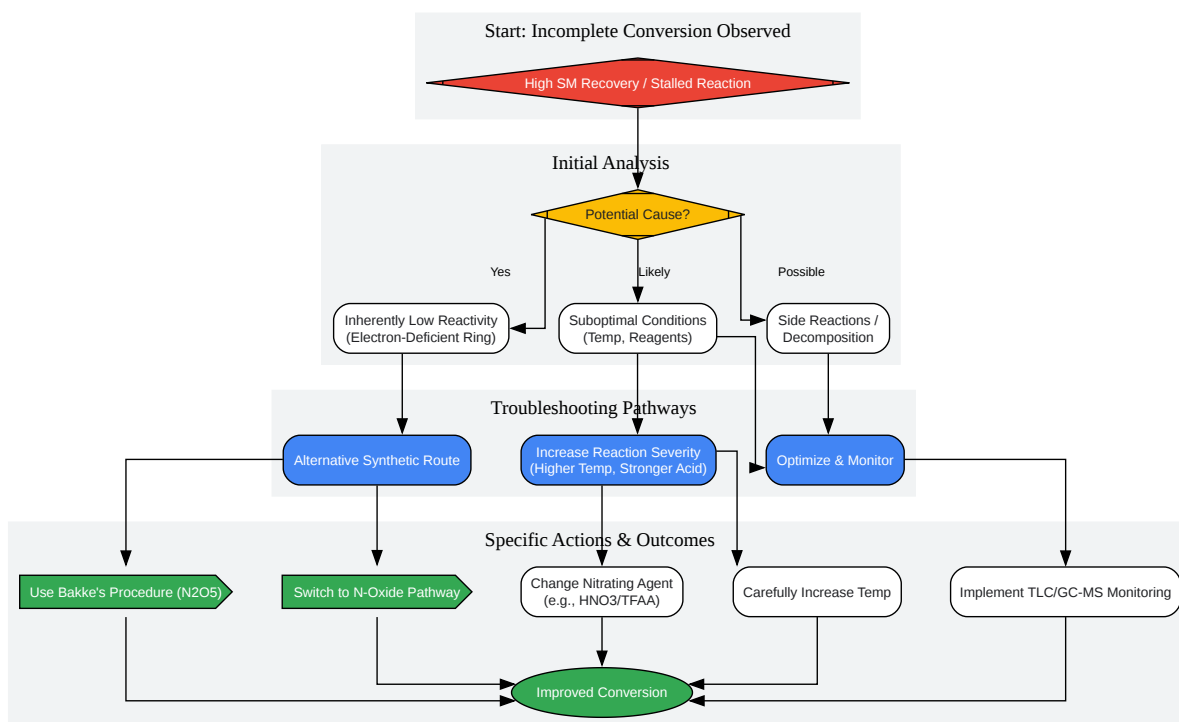 Start: Incomplete Conversion Observed
High SM Recovery / Stalled Reaction
Initial Analysis
Potential Cause?
Yes
Likely
Possible
Inherently Low Reactivity
(Electron-Deficient Ring)
Suboptimal Conditions
(Temp, Reagents)
Side Reactions /
Decomposition
Troubleshooting Pathways
Alternative Synthetic Route
Increase Reaction Severity
(Higher Temp, Stronger Acid)
Optimize & Monitor
Specific Actions & Outcomes
Use Bakke's Procedure (N2O5)
Switch to N-Oxide Pathway
Change Nitrating Agent
(e.g., HNO3/TFAA)
Carefully Increase Temp
Implement TLC/GC-MS Monitoring
Improved Conversion